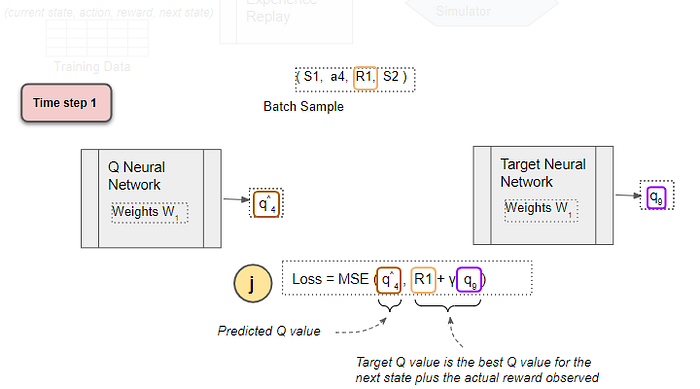 (current state, action, reward, next state)
Experience
Replay
Simulator
Training Data
( S1, a4, R1, S2 )
Time step 1
Batch Sample
Q Neural
Network
Weights W₁
q̂₄
Target Neural
Network
Weights W₁
q₉
j
Loss = MSE ( q̂₄ , R1 + γ q₉ )
Predicted Q value
Target Q value is the best Q value for the
next state plus the actual reward observed